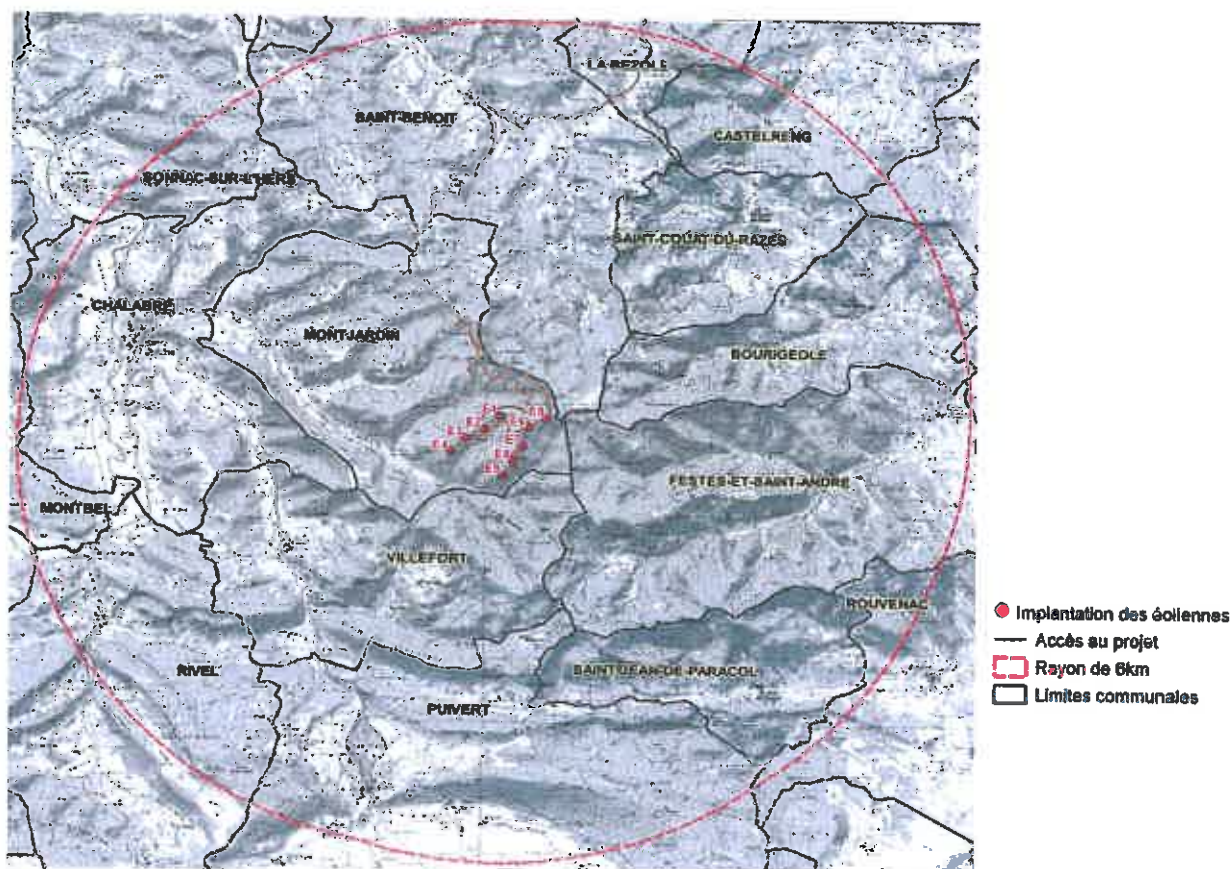 LA-BEZOLE
SAINT-BENOIT
CASTELRENG
SONNAC-SUR-L'HERS
SAINT-COUAT-DU-RAZES
CHALABRE
MONTJARDIN
BOURIGEOLE
FESTES-ET-SAINT-ANDRE
MONTBEL
VILLEFORT
ROUVENAC
RIVEL
SAINT-JEAN-DE-PARACOL
PUIVERT
Implantation des éoliennes
Accès au projet
Rayon de 6km
Limites communales